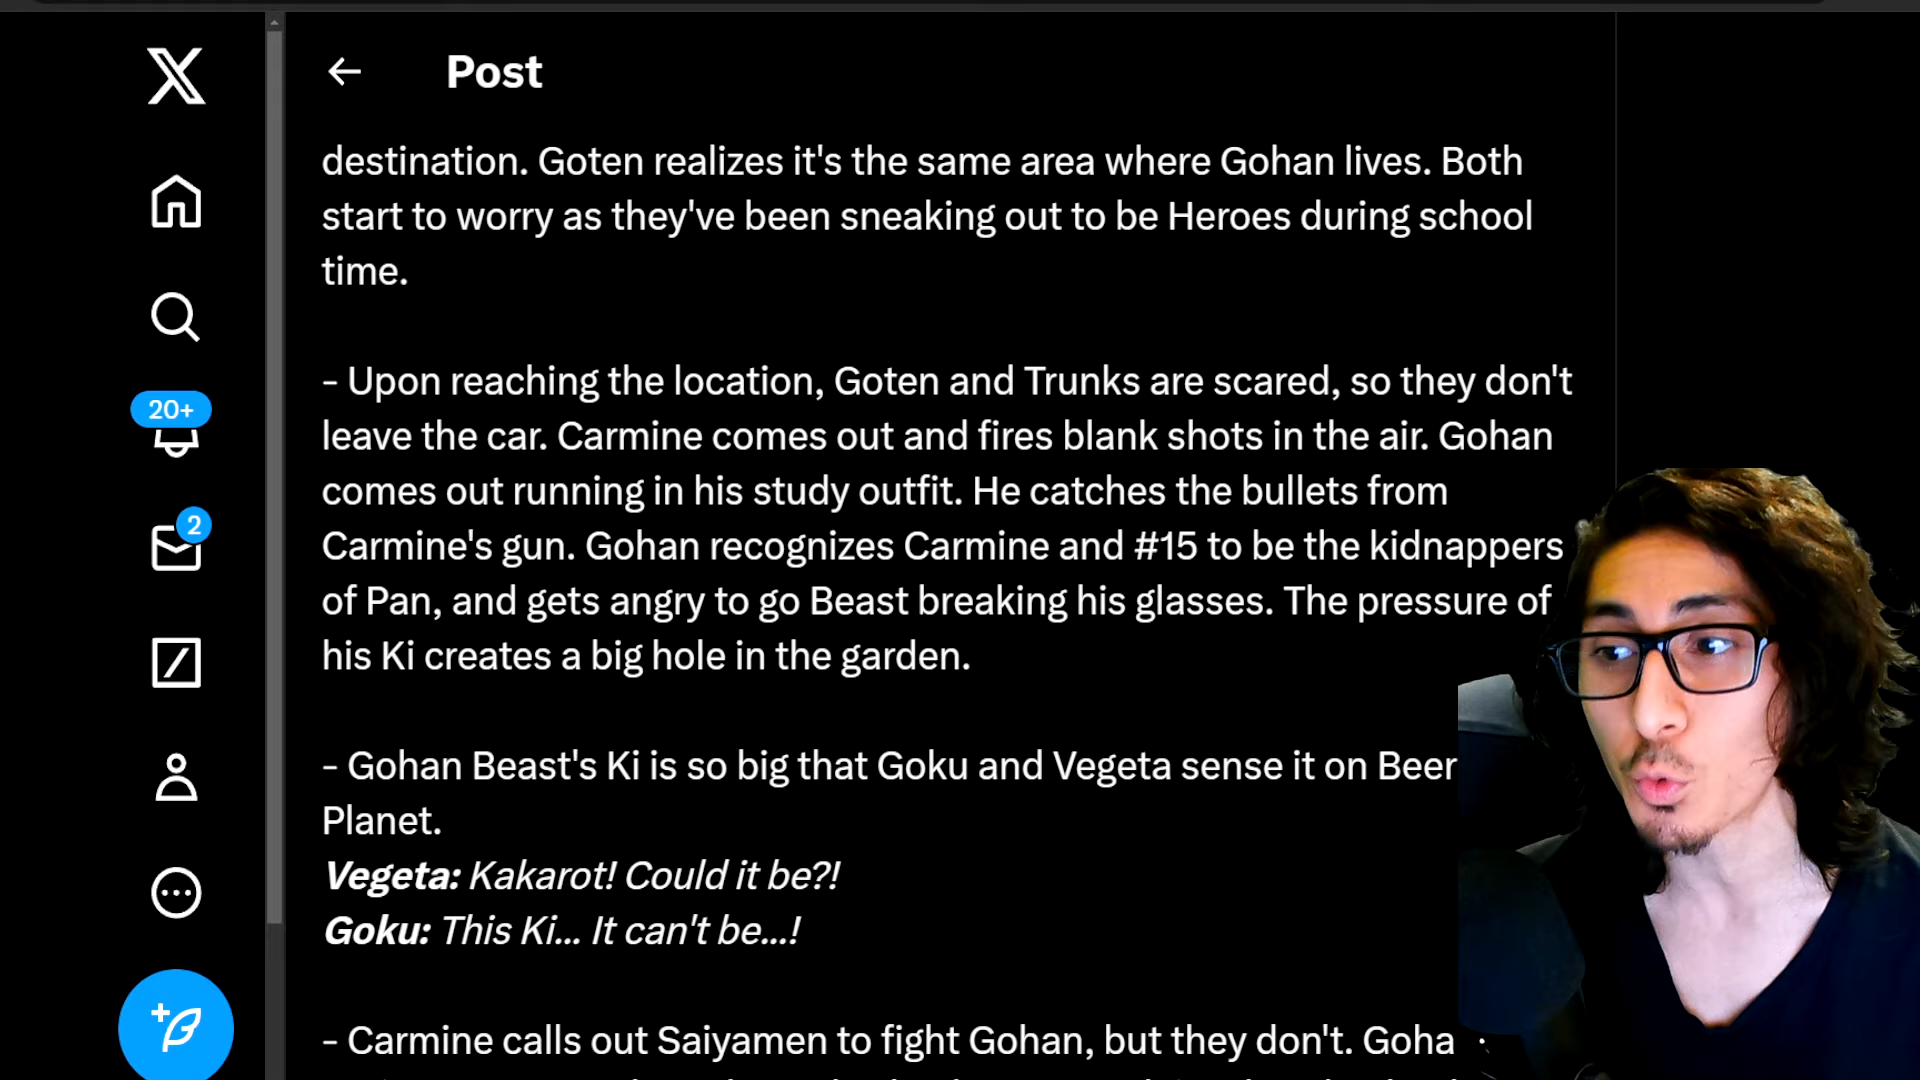 Post
destination. Goten realizes it's the same area where Gohan lives. Both
start to worry as they've been sneaking out to be Heroes during school
time.
- Upon reaching the location, Goten and Trunks are scared, so they don't
leave the car. Carmine comes out and fires blank shots in the air. Gohan
comes out running in his study outfit. He catches the bullets from
Carmine's gun. Gohan recognizes Carmine and #15 to be the kidnappers
of Pan, and gets angry to go Beast breaking his glasses. The pressure of
his Ki creates a big hole in the garden.
- Gohan Beast's Ki is so big that Goku and Vegeta sense it on Beer
Planet.
Vegeta: Kakarot! Could it be?!
Goku: This Ki... It can't be...!
- Carmine calls out Saiyamen to fight Gohan, but they don't. Goha
20+
2